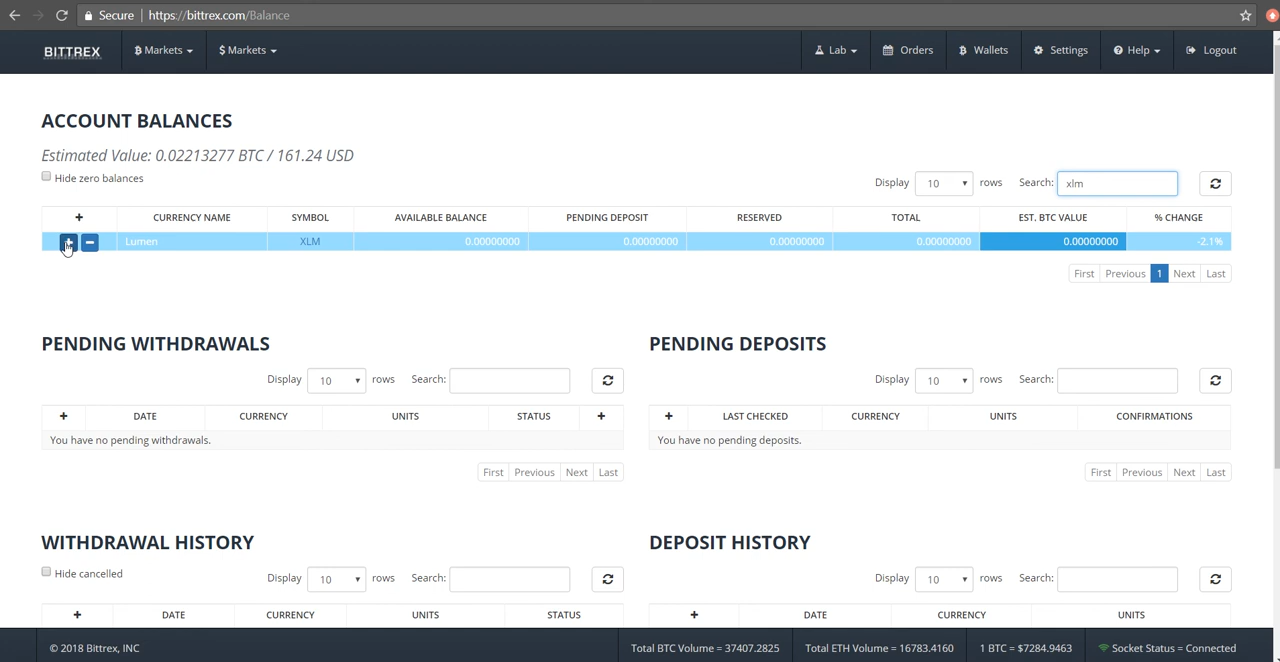 Secure | https://bittrex.com/Balance
BITTREX
Markets
$ Markets
Lab
Orders
Wallets
Settings
Help
Logout
ACCOUNT BALANCES
Estimated Value: 0.02213277 BTC / 161.24 USD
Hide zero balances
Display 10 rows Search: xlm
+ CURRENCY NAME SYMBOL AVAILABLE BALANCE PENDING DEPOSIT RESERVED TOTAL EST. BTC VALUE % CHANGE
Lumen XLM 0.00000000 0.00000000 0.00000000 0.00000000 0.00000000 -2.1%
First Previous 1 Next Last
PENDING WITHDRAWALS
Display 10 rows Search:
+ DATE CURRENCY UNITS STATUS +
You have no pending withdrawals.
First Previous Next Last
PENDING DEPOSITS
Display 10 rows Search:
+ LAST CHECKED CURRENCY UNITS CONFIRMATIONS
You have no pending deposits.
First Previous Next Last
WITHDRAWAL HISTORY
Hide cancelled
Display 10 rows Search:
+ DATE CURRENCY UNITS STATUS
DEPOSIT HISTORY
Display 10 rows Search:
+ DATE CURRENCY UNITS
© 2018 Bittrex, INC
Total BTC Volume = 37407.2825
Total ETH Volume = 16783.4160
1 BTC = $7284.9463
Socket Status = Connected